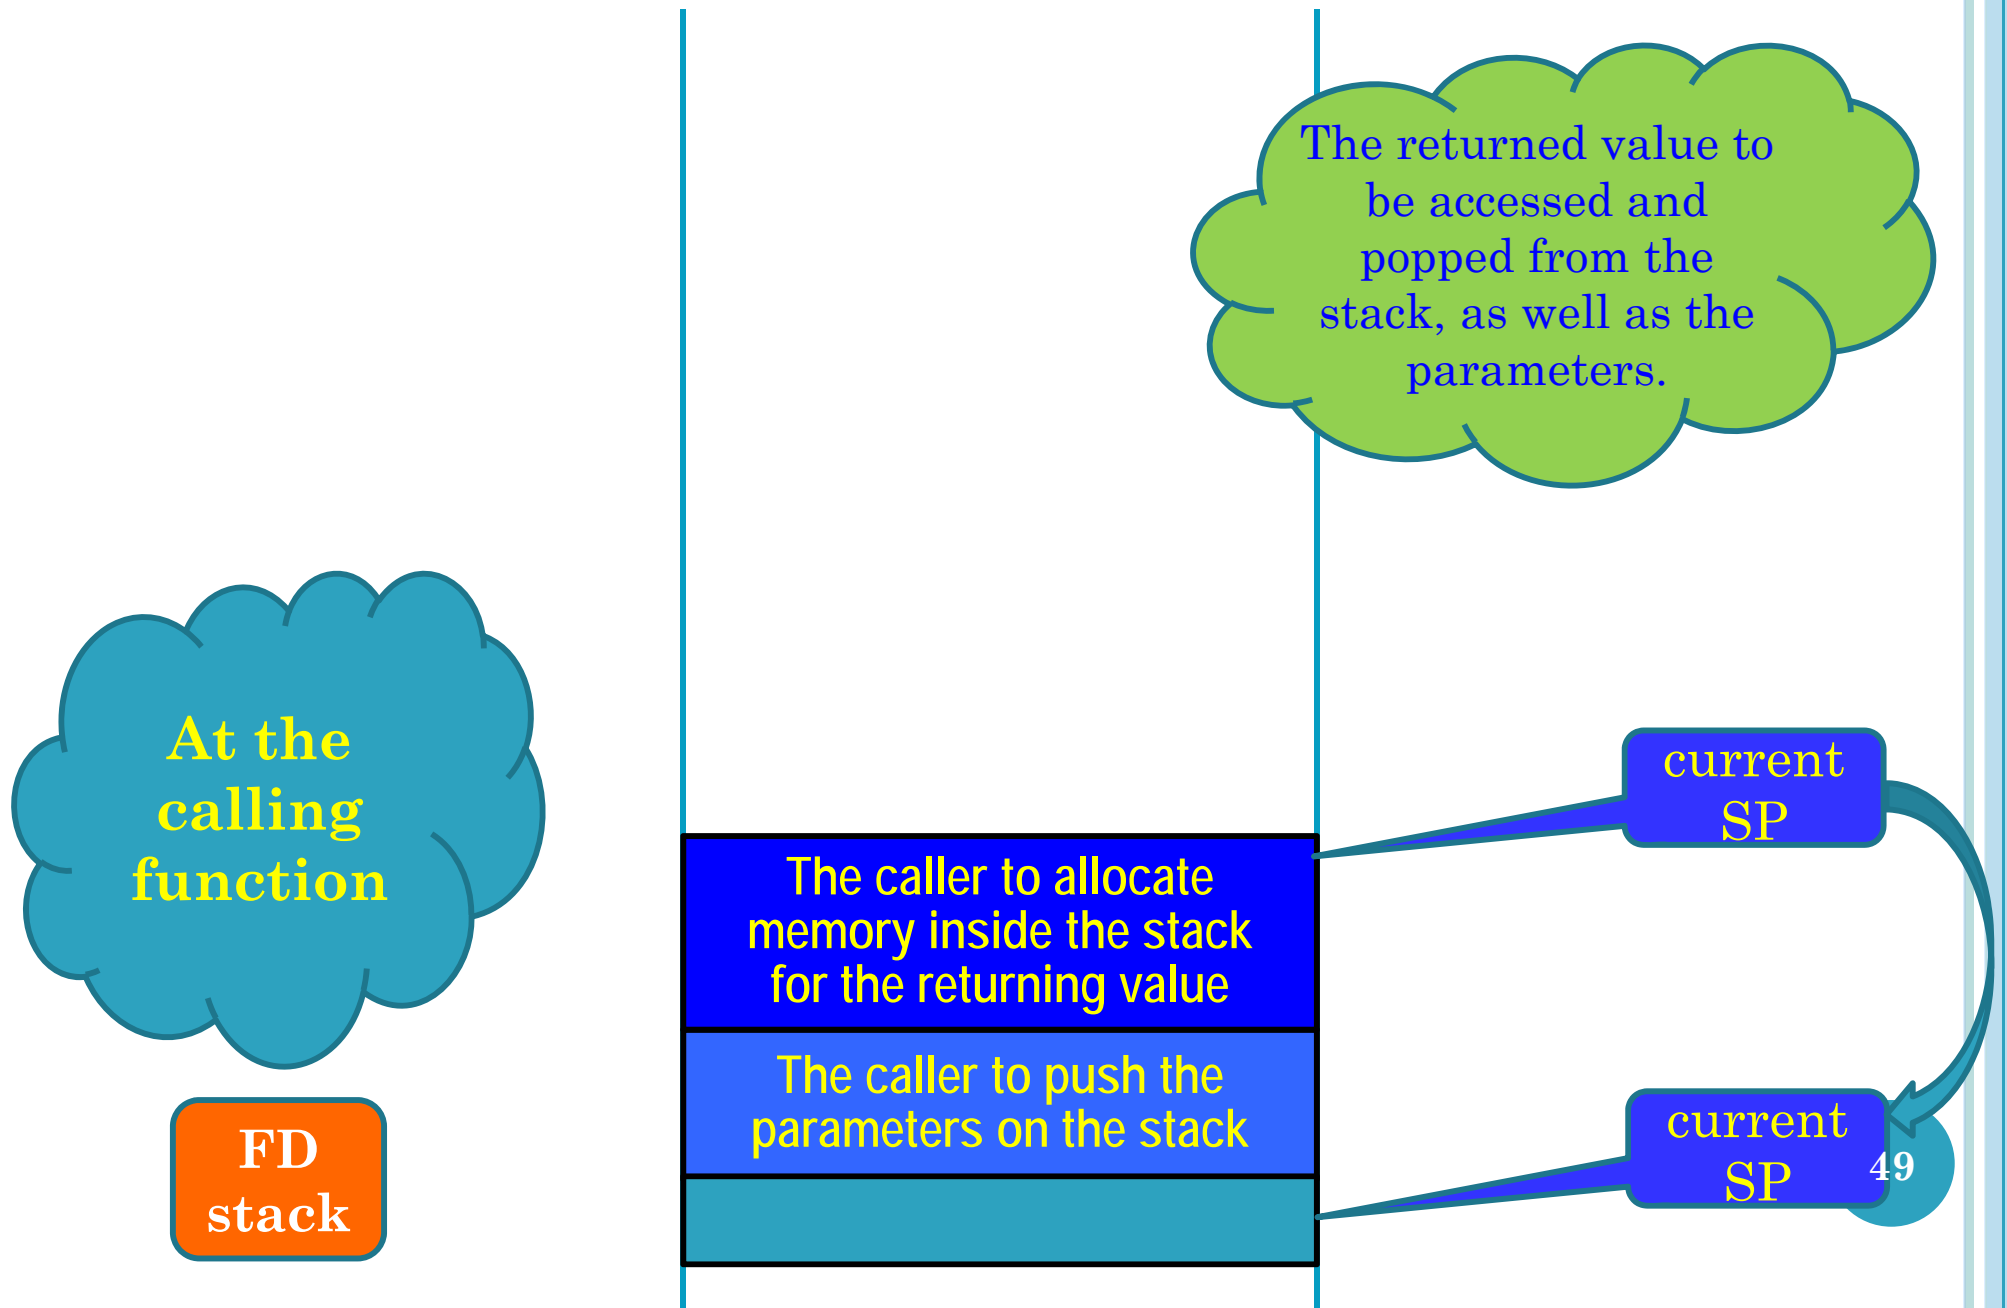 The returned value to
be accessed and
popped from the
stack, as well as the
parameters.
At the
calling
function
current
SP
The caller to allocate
memory inside the stack
for the returning value
The caller to push the
parameters on the stack
FD
stack
current
SP
49